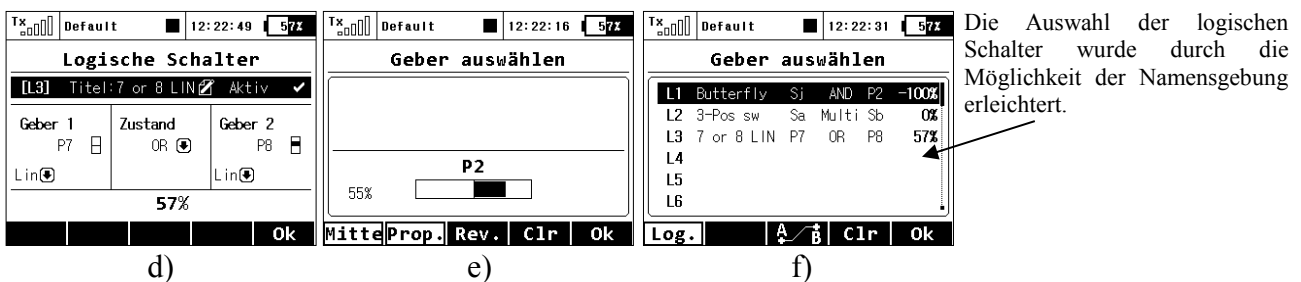 Tx Default 12:22:49 57%
Logische Schalter
[L3] Titel:7 or 8 LIN Aktiv
Geber 1 Zustand Geber 2
P7 OR P8
Lin Lin
57%
Ok
d)
Tx Default 12:22:16 57%
Geber auswählen
P2
55%
Mitte Prop. Rev. Clr Ok
e)
Tx Default 12:22:31 57%
Geber auswählen
L1 Butterfly Sj AND P2 -100%
L2 3-Pos sw Sa Multi Sb 0%
L3 7 or 8 LIN P7 OR P8 57%
L4
L5
L6
Log. A/B Clr Ok
f)
Die Auswahl der logischen
Schalter wurde durch die
Möglichkeit der Namensgebung
erleichtert.